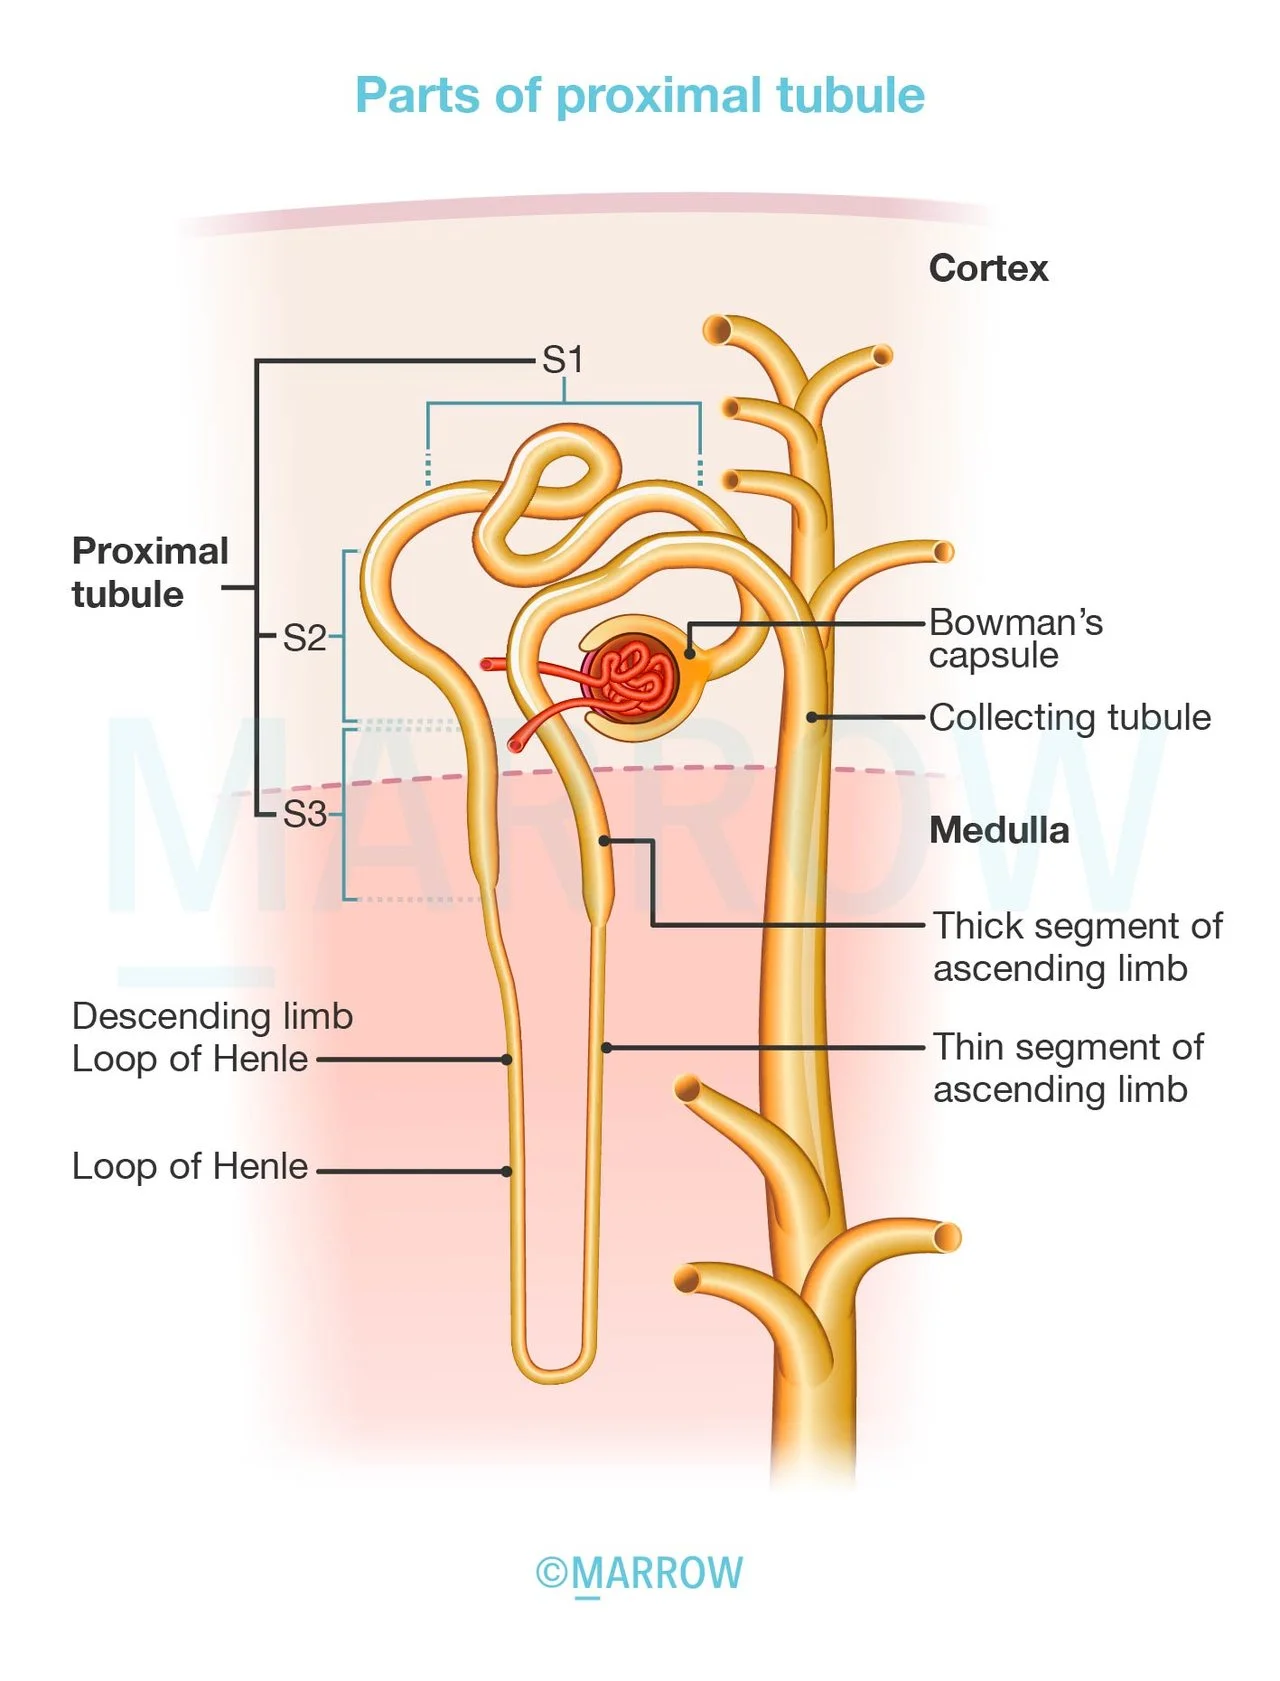 Parts of proximal tubule
Cortex
S1
Proximal
tubule
S2
Bowman's
capsule
Collecting tubule
S3
Medulla
Thick segment of
ascending limb
Descending limb
Loop of Henle
Thin segment of
ascending limb
Loop of Henle
MARROW
©MARROW